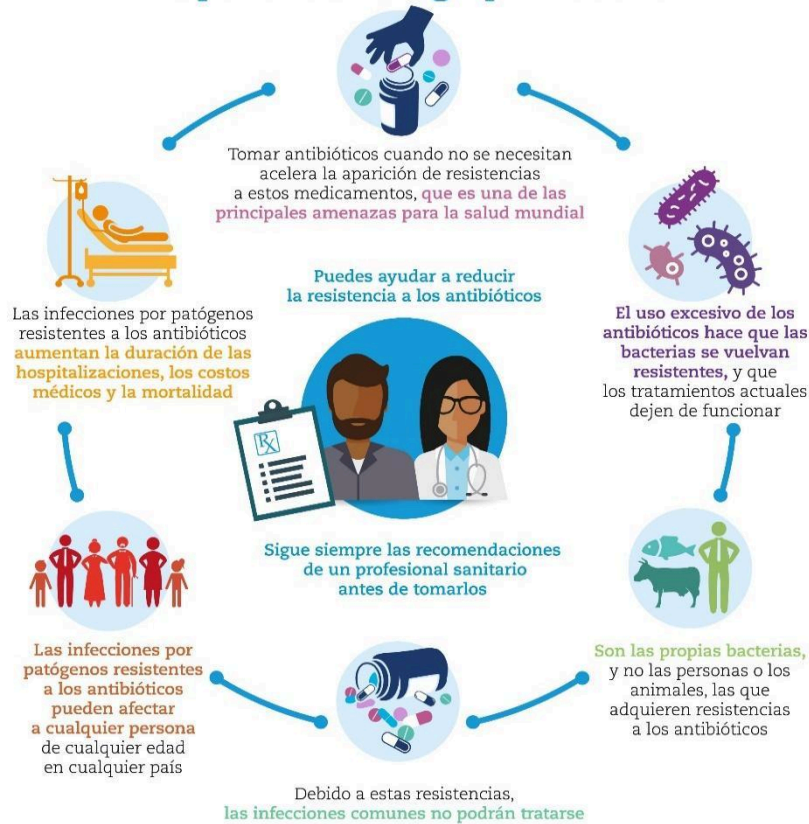 Tomar antibióticos cuando no se necesitan
acelera la aparición de resistencias
a estos medicamentos, que es una de las
principales amenazas para la salud mundial
El uso excesivo de los
antibióticos hace que las
bacterias se vuelvan
resistentes, y que
los tratamientos actuales
dejen de funcionar
Son las propias bacterias,
y no las personas o los
animales, las que
adquieren resistencias
a los antibióticos
Debido a estas resistencias,
las infecciones comunes no podrán tratarse
Las infecciones por
patógenos resistentes
a los antibióticos
pueden afectar
a cualquier persona
de cualquier edad
en cualquier país
Las infecciones por patógenos
resistentes a los antibióticos
aumentan la duración de las
hospitalizaciones, los costos
médicos y la mortalidad
Puedes ayudar a reducir
la resistencia a los antibióticos
RX
Sigue siempre las recomendaciones
de un profesional sanitario
antes de tomarlos